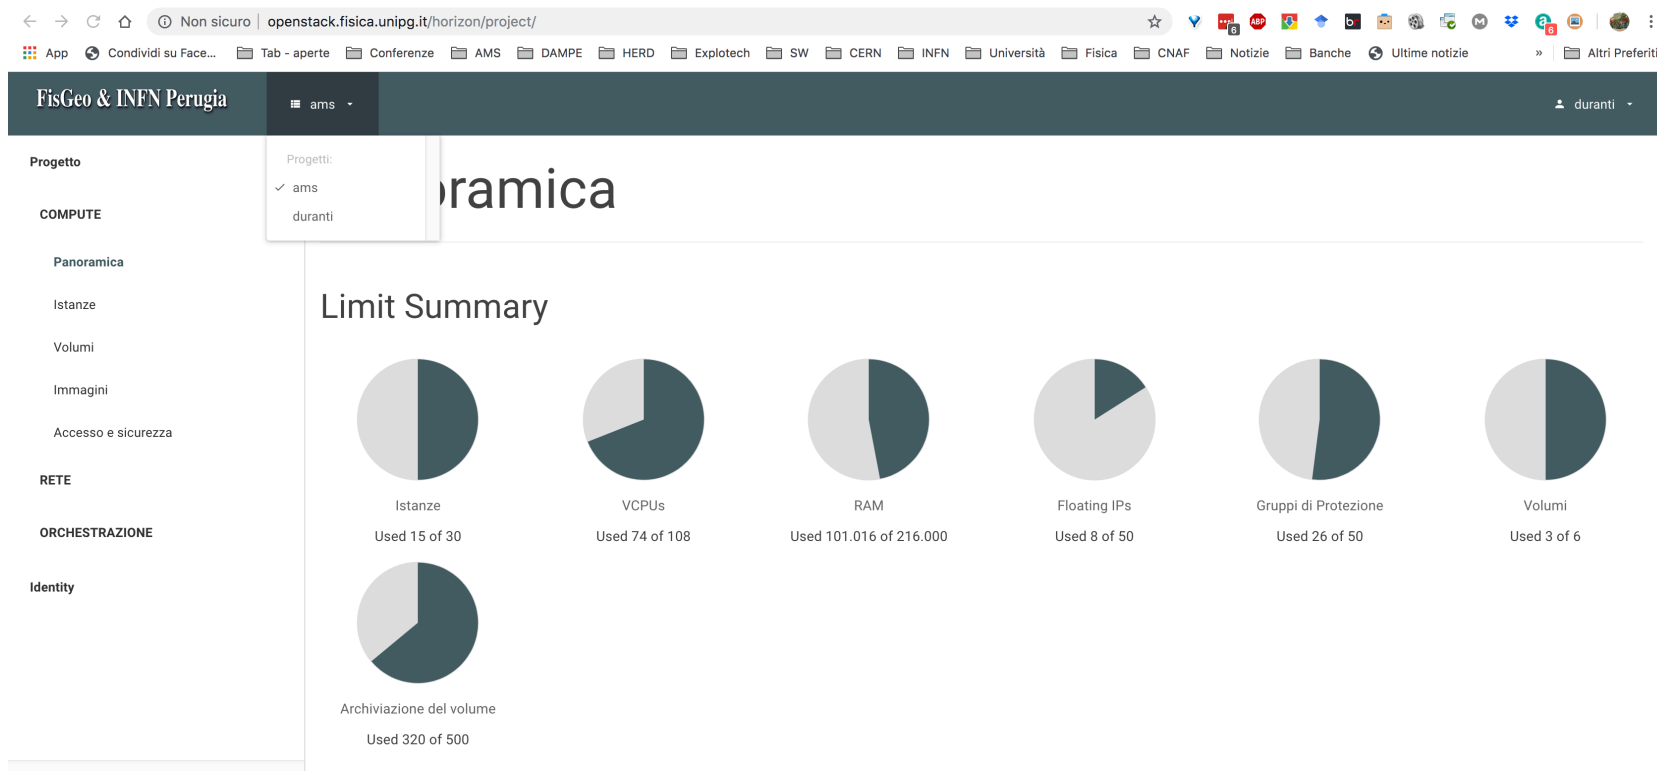 Non sicuro | openstack.fisica.unipg.it/horizon/project/
App Condividi su Face... Tab - aperte Conferenze AMS DAMPE HERD Explotech SW CERN INFN Università Fisica CNAF Notizie Banche Ultime notizie » Altri Preferiti
FisGeo & INFN Perugia ams duranti
Progetti:
ams
duranti
Progetto
COMPUTE
Panoramica
Istanze
Volumi
Immagini
Accesso e sicurezza
RETE
ORCHESTRAZIONE
Identity
oramica
Limit Summary
Istanze VCPUs RAM Floating IPs Gruppi di Protezione Volumi
Used 15 of 30 Used 74 of 108 Used 101.016 of 216.000 Used 8 of 50 Used 26 of 50 Used 3 of 6
Archiviazione del volume
Used 320 of 500